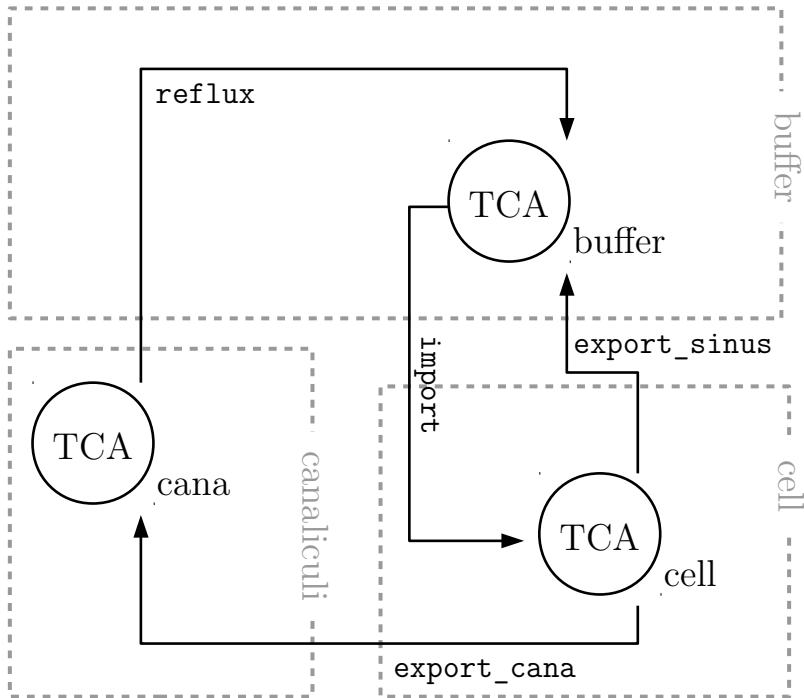 reflux
buffer
TCA
buffer
export_sinus
import
TCA
cana
canaliculi
cell
TCA
cell
export_cana